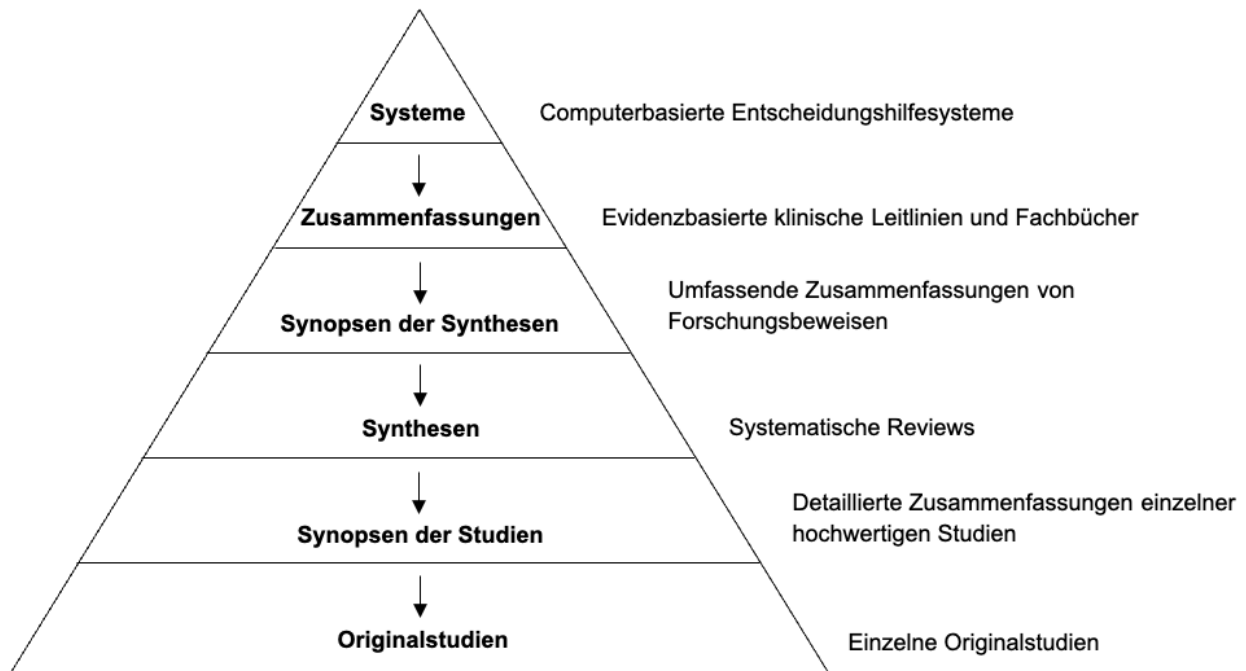 Systeme
Computerbasierte Entscheidungshilfesysteme
Zusammenfassungen
Evidenzbasierte klinische Leitlinien und Fachbücher
Synopsen der Synthesen
Umfassende Zusammenfassungen von
Forschungsbeweisen
Synthesen
Systematische Reviews
Synopsen der Studien
Detaillierte Zusammenfassungen einzelner
hochwertigen Studien
Originalstudien
Einzelne Originalstudien